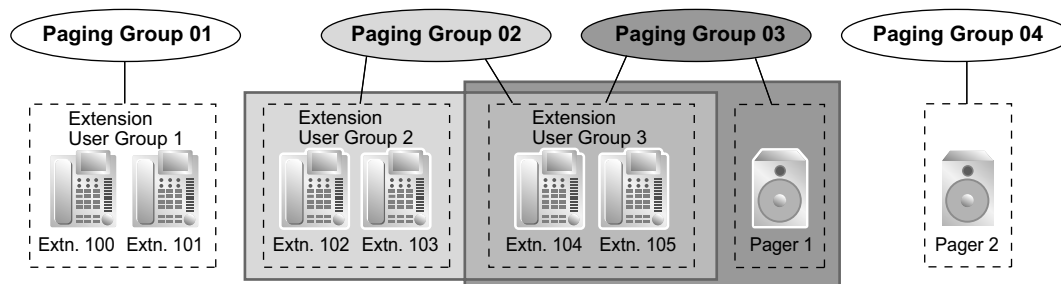 Paging Group 01
Paging Group 02
Paging Group 03
Paging Group 04
Extension
User Group 1
Extension
User Group 2
Extension
User Group 3
Extn. 100
Extn. 101
Extn. 102
Extn. 103
Extn. 104
Extn. 105
Pager 1
Pager 2